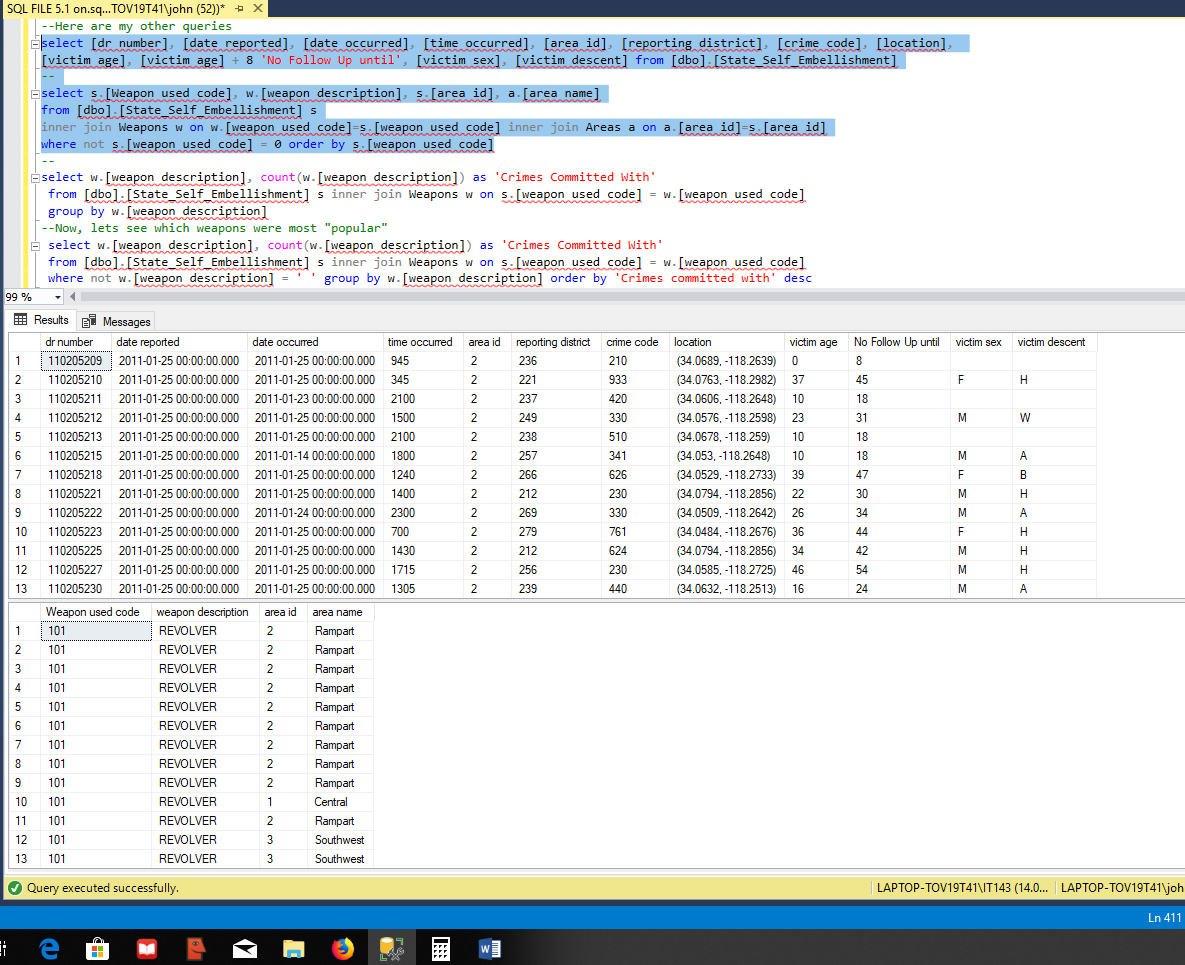 SQL FILE 5.1 on.sq...TOV19T41\john (52))*
--Here are my other queries
select [dr number], [date reported], [date occurred], [time occurred], [area id], [reporting district], [crime code], [location],
[victim age], [victim age] + 8 'No Follow Up until', [victim sex], [victim descent] from [dbo].[State_Self_Embellishment]
--
select s.[Weapon used code], w.[weapon description], s.[area id], a.[area name]
from [dbo].[State_Self_Embellishment] s
inner join Weapons w on w.[weapon used code]=s.[weapon used code] inner join Areas a on a.[area id]=s.[area id]
where not s.[weapon used code] = 0 order by s.[weapon used code]
--
select w.[weapon description], count(w.[weapon description]) as 'Crimes Committed With'
from [dbo].[State_Self_Embellishment] s inner join Weapons w on s.[weapon used code] = w.[weapon used code]
group by w.[weapon description]
--Now, lets see which weapons were most "popular"
select w.[weapon description], count(w.[weapon description]) as 'Crimes Committed With'
from [dbo].[State_Self_Embellishment] s inner join Weapons w on s.[weapon used code] = w.[weapon used code]
where not w.[weapon description] = ' ' group by w.[weapon description] order by 'Crimes committed with' desc
99 %
Results Messages
dr number date reported date occurred time occurred area id reporting district crime code location victim age No Follow Up until victim sex victim descent
1 110205209 2011-01-25 00:00:00.000 2011-01-25 00:00:00.000 945 2 236 210 (34.0689, -118.2639) 0 8
2 110205210 2011-01-25 00:00:00.000 2011-01-25 00:00:00.000 345 2 221 933 (34.0763, -118.2982) 37 45 F H
3 110205211 2011-01-25 00:00:00.000 2011-01-23 00:00:00.000 2100 2 237 420 (34.0606, -118.2648) 10 18
4 110205212 2011-01-25 00:00:00.000 2011-01-25 00:00:00.000 1500 2 249 330 (34.0576, -118.2598) 23 31 M W
5 110205213 2011-01-25 00:00:00.000 2011-01-25 00:00:00.000 2100 2 238 510 (34.0678, -118.259) 10 18
6 110205215 2011-01-25 00:00:00.000 2011-01-14 00:00:00.000 1800 2 257 341 (34.053, -118.2648) 10 18 M A
7 110205218 2011-01-25 00:00:00.000 2011-01-25 00:00:00.000 1240 2 266 626 (34.0529, -118.2733) 39 47 F B
8 110205221 2011-01-25 00:00:00.000 2011-01-25 00:00:00.000 1400 2 212 230 (34.0794, -118.2856) 22 30 M H
9 110205222 2011-01-25 00:00:00.000 2011-01-24 00:00:00.000 2300 2 269 330 (34.0509, -118.2642) 26 34 M A
10 110205223 2011-01-25 00:00:00.000 2011-01-25 00:00:00.000 700 2 279 761 (34.0484, -118.2676) 36 44 F H
11 110205225 2011-01-25 00:00:00.000 2011-01-25 00:00:00.000 1430 2 212 624 (34.0794, -118.2856) 34 42 M H
12 110205227 2011-01-25 00:00:00.000 2011-01-25 00:00:00.000 1715 2 256 230 (34.0585, -118.2725) 46 54 M H
13 110205230 2011-01-25 00:00:00.000 2011-01-25 00:00:00.000 1305 2 239 440 (34.0632, -118.2513) 16 24 M A
Weapon used code weapon description area id area name
1 101 REVOLVER 2 Rampart
2 101 REVOLVER 2 Rampart
3 101 REVOLVER 2 Rampart
4 101 REVOLVER 2 Rampart
5 101 REVOLVER 2 Rampart
6 101 REVOLVER 2 Rampart
7 101 REVOLVER 2 Rampart
8 101 REVOLVER 2 Rampart
9 101 REVOLVER 2 Rampart
10 101 REVOLVER 1 Central
11 101 REVOLVER 2 Rampart
12 101 REVOLVER 3 Southwest
13 101 REVOLVER 3 Southwest
Query executed successfully. LAPTOP-TOV19T41\IT143 (14.0... LAPTOP-TOV19T41\joh
Ln 411